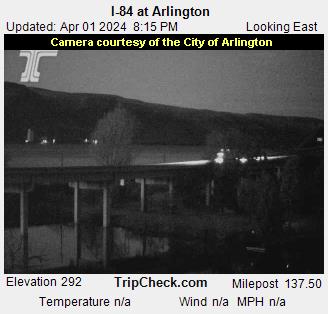 I-84 at Arlington
Updated: Apr 01 2024 8:15 PM Looking East
Camera courtesy of the City of Arlington
Elevation 292 TripCheck.com Milepost 137.50
Temperature n/a Wind n/a MPH n/a